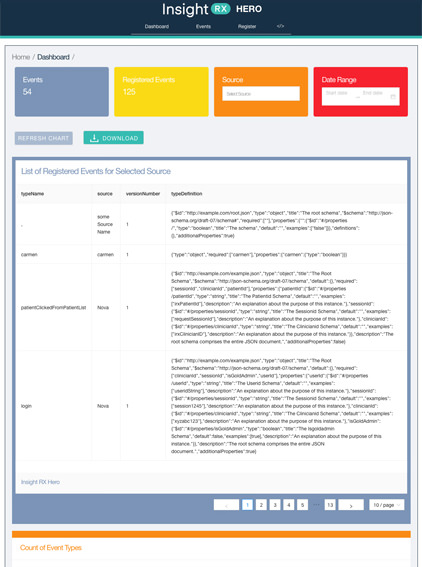 Insight RX HERO
Dashboard Events Register </>
Home / Dashboard /
Events
54
Registered Events
125
Source
Select Source
Date Range
Start date → End date
REFRESH CHART
DOWNLOAD
List of Registered Events for Selected Source
typeName source versionNumber typeDefinition
- some Source Name 1
{"$id":"http://example.com/root.json","type":"object","title":"The root schema","$schema":"http://json-
schema.org/draft-07/schema#","required":[""],"properties":{"":{"$id":"#/properties
/","type":"boolean","title":"The schema","default":"","examples":["false"]}},"definitions":
{},"additionalProperties":true}
carmen carmen 1 {"type":"object","required":["carmen"],"properties":{"carmen":{"type":"boolean"}}}
patientClickedFromPatientList Nova 1
{"$id":"http://example.com/example.json","type":"object","title":"The Root
Schema","$schema":"http://json-schema.org/draft-07/schema","default":{},"required":
["sessionId","clinicianId","patientId"],"properties":{"patientId":{"$id":"#/properties
/patientId","type":"string","title":"The PatientId Schema","default":"","examples":
["irxPatientId"],"description":"An explanation about the purpose of this instance."},"sessionId":
{"$id":"#/properties/sessionId","type":"string","title":"The SessionId Schema","default":"","examples":
["requestSessionId"],"description":"An explanation about the purpose of this instance."},"clinicianId":
{"$id":"#/properties/clinicianId","type":"string","title":"The ClinicianId Schema","default":"","examples":
["irxClinicianID"],"description":"An explanation about the purpose of this instance."}},"description":"The
root schema comprises the entire JSON document.","additionalProperties":false}
login Nova 1
{"$id":"http://example.com/example.json","type":"object","title":"The Root
Schema","$schema":"http://json-schema.org/draft-07/schema","default":{},"required":
["clinicianId","sessionId","isGoldAdmin","userId"],"properties":{"userId":{"$id":"#/properties
/userId","type":"string","title":"The UserId Schema","default":"","examples":
["userIdString"],"description":"An explanation about the purpose of this instance."},"sessionId":
{"$id":"#/properties/sessionId","type":"string","title":"The SessionId Schema","default":"","examples":
["session1245"],"description":"An explanation about the purpose of this instance."},"clinicianId":
{"$id":"#/properties/clinicianId","type":"string","title":"The ClinicianId Schema","default":"","examples":
["xyzabc123"],"description":"An explanation about the purpose of this instance."},"isGoldAdmin":
{"$id":"#/properties/isGoldAdmin","type":"boolean","title":"The Isgoldadmin
Schema","default":false,"examples":[true],"description":"An explanation about the purpose of this
instance."}},"description":"The root schema comprises the entire JSON
document.","additionalProperties":true}
Insight RX Hero
< 1 2 3 4 5 ··· 13 > 10 / page
Count of Event Types: